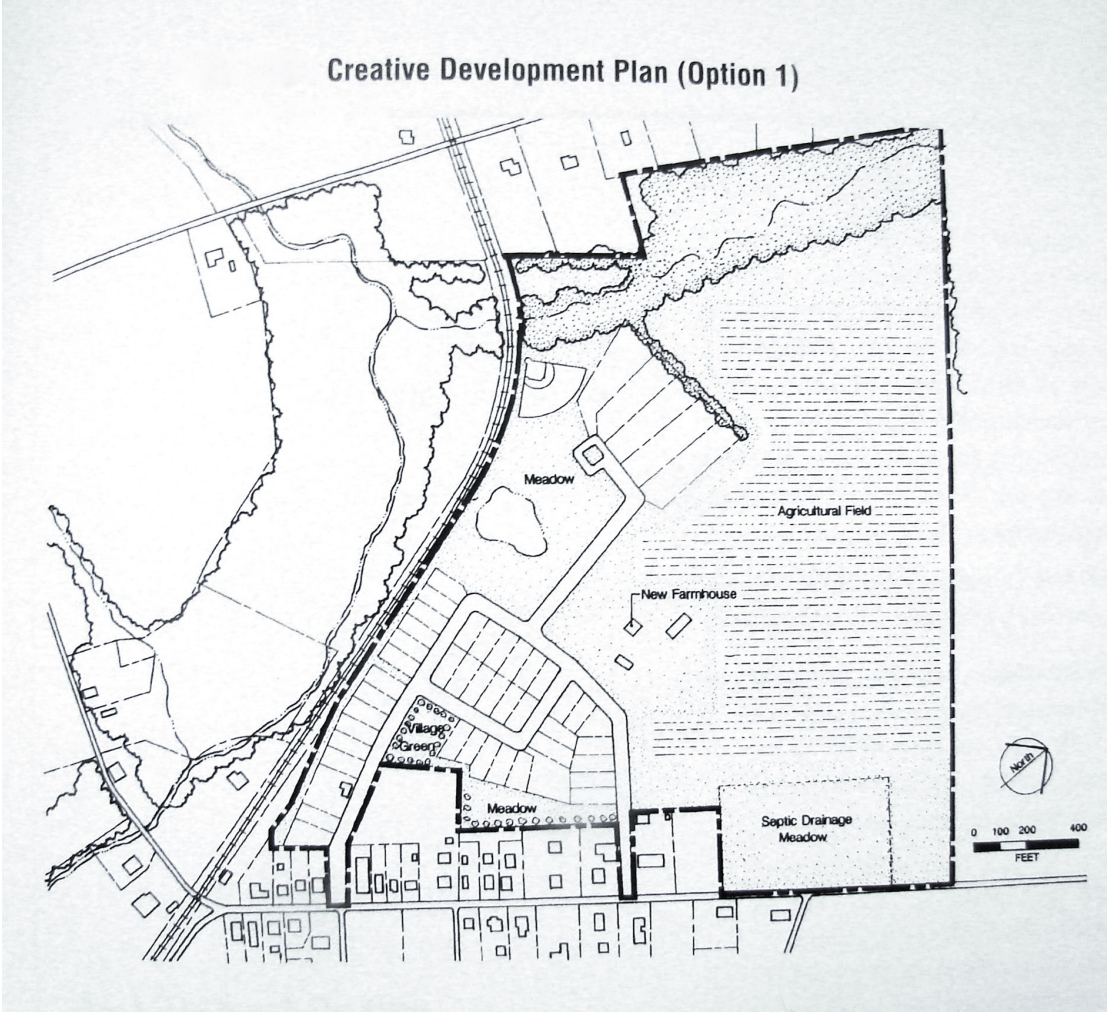 Creative Development Plan (Option 1)
Meadow
Agricultural Field
New Farmhouse
Village
Green
Meadow
Septic Drainage
Meadow
North
0 100 200 400
FEET